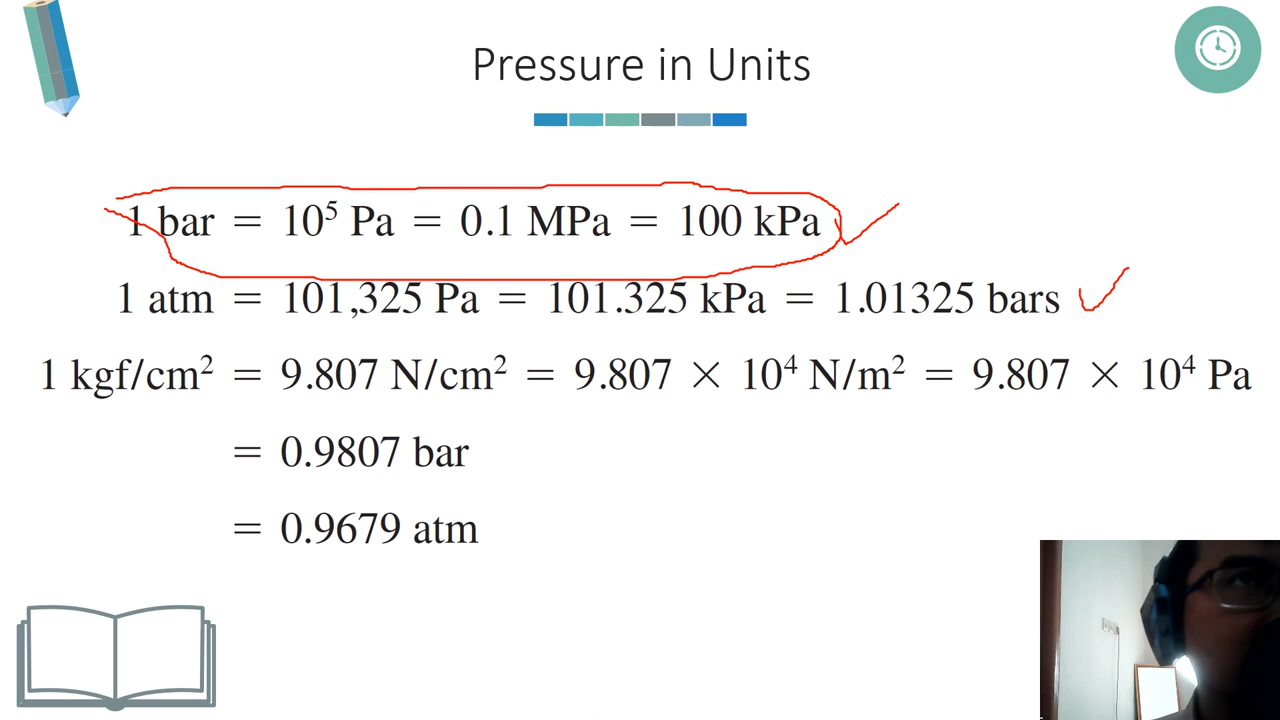 Pressure in Units
1 bar = 10⁵ Pa = 0.1 MPa = 100 kPa
1 atm = 101,325 Pa = 101.325 kPa = 1.01325 bars
1 kgf/cm² = 9.807 N/cm² = 9.807 × 10⁴ N/m² = 9.807 × 10⁴ Pa
= 0.9807 bar
= 0.9679 atm